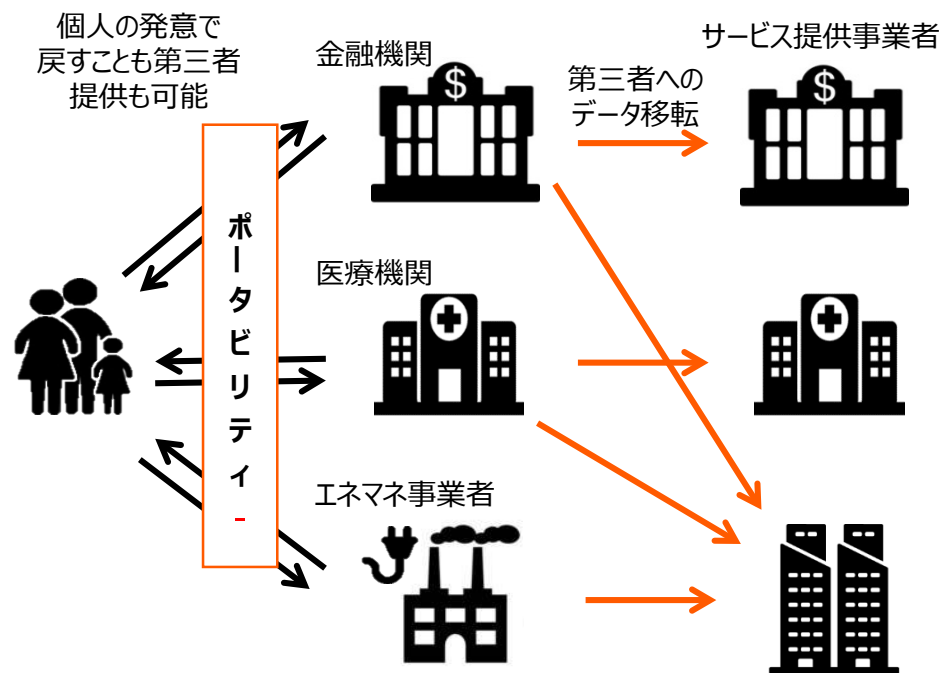 個人の発意で
戻すことも第三者
提供も可能
金融機関
第三者への
データ移転
サービス提供事業者
ポータビリティ-
医療機関
エネマネ事業者
$
$